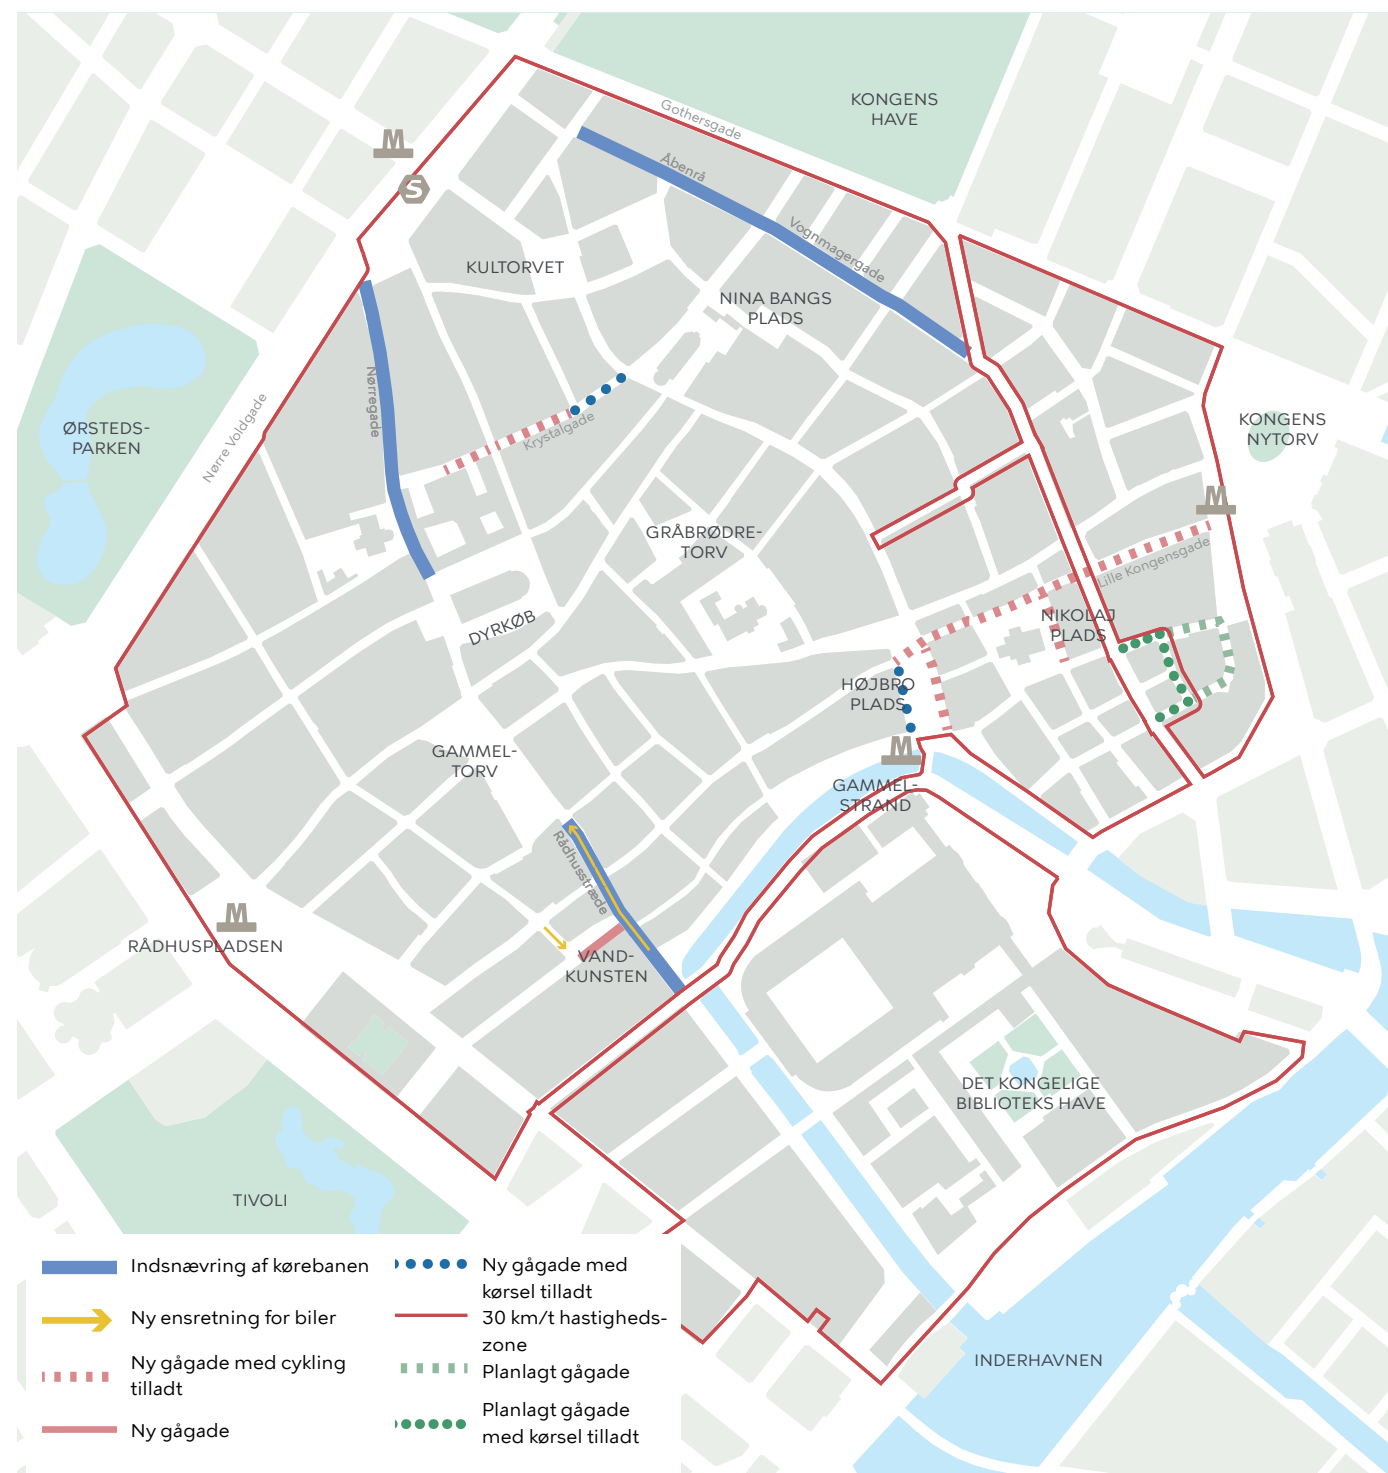 KONGENS
HAVE
Gothersgade
M
S
Åbenrå
Vognmagergade
KULTORVET
NINA BANGS
PLADS
Nørregade
ØRSTEDS-
PARKEN
Nørre Voldgade
Krystalgade
KONGENS
NYTORV
M
GRÅBRØDRE-
TORV
Lille Kongensgade
DYRKØB
NIKOLAJ
PLADS
HØJBRO
PLADS
M
GAMMEL-
TORV
GAMMEL-
STRAND
Rådhusstræde
M
RÅDHUSPLADSEN
VAND-
KUNSTEN
DET KONGELIGE
BIBLIOTEKS HAVE
TIVOLI
INDERHAVNEN
Indsnævring af kørebanen
Ny ensretning for biler
Ny gågade med cykling
tilladt
Ny gågade
Ny gågade med
kørsel tilladt
30 km/t hastigheds-
zone
Planlagt gågade
Planlagt gågade
med kørsel tilladt